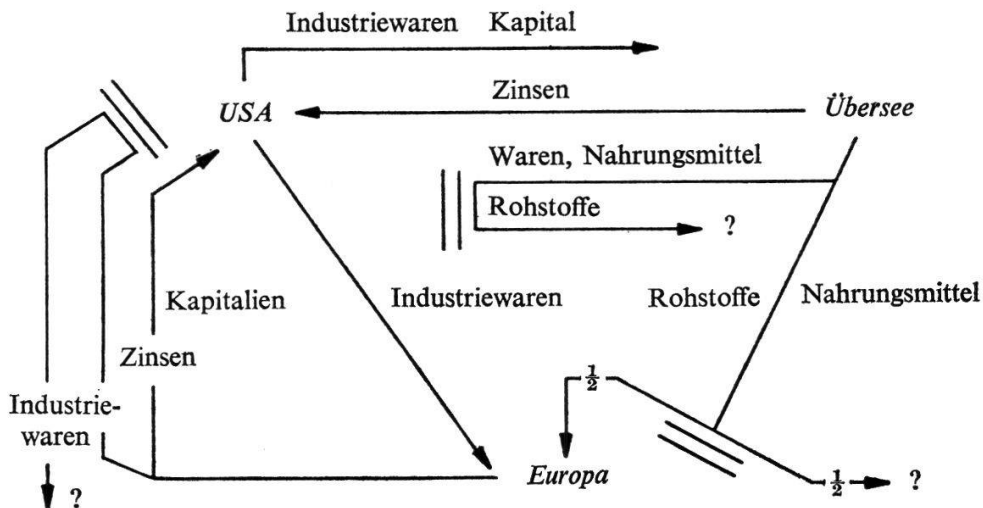 Industriewaren Kapital
Zinsen
USA
Übersee
Waren, Nahrungsmittel
Rohstoffe
?
Kapitalien
Industriewaren
Rohstoffe
Nahrungsmittel
Zinsen
½
Industrie-
waren
Europa
½
?
?